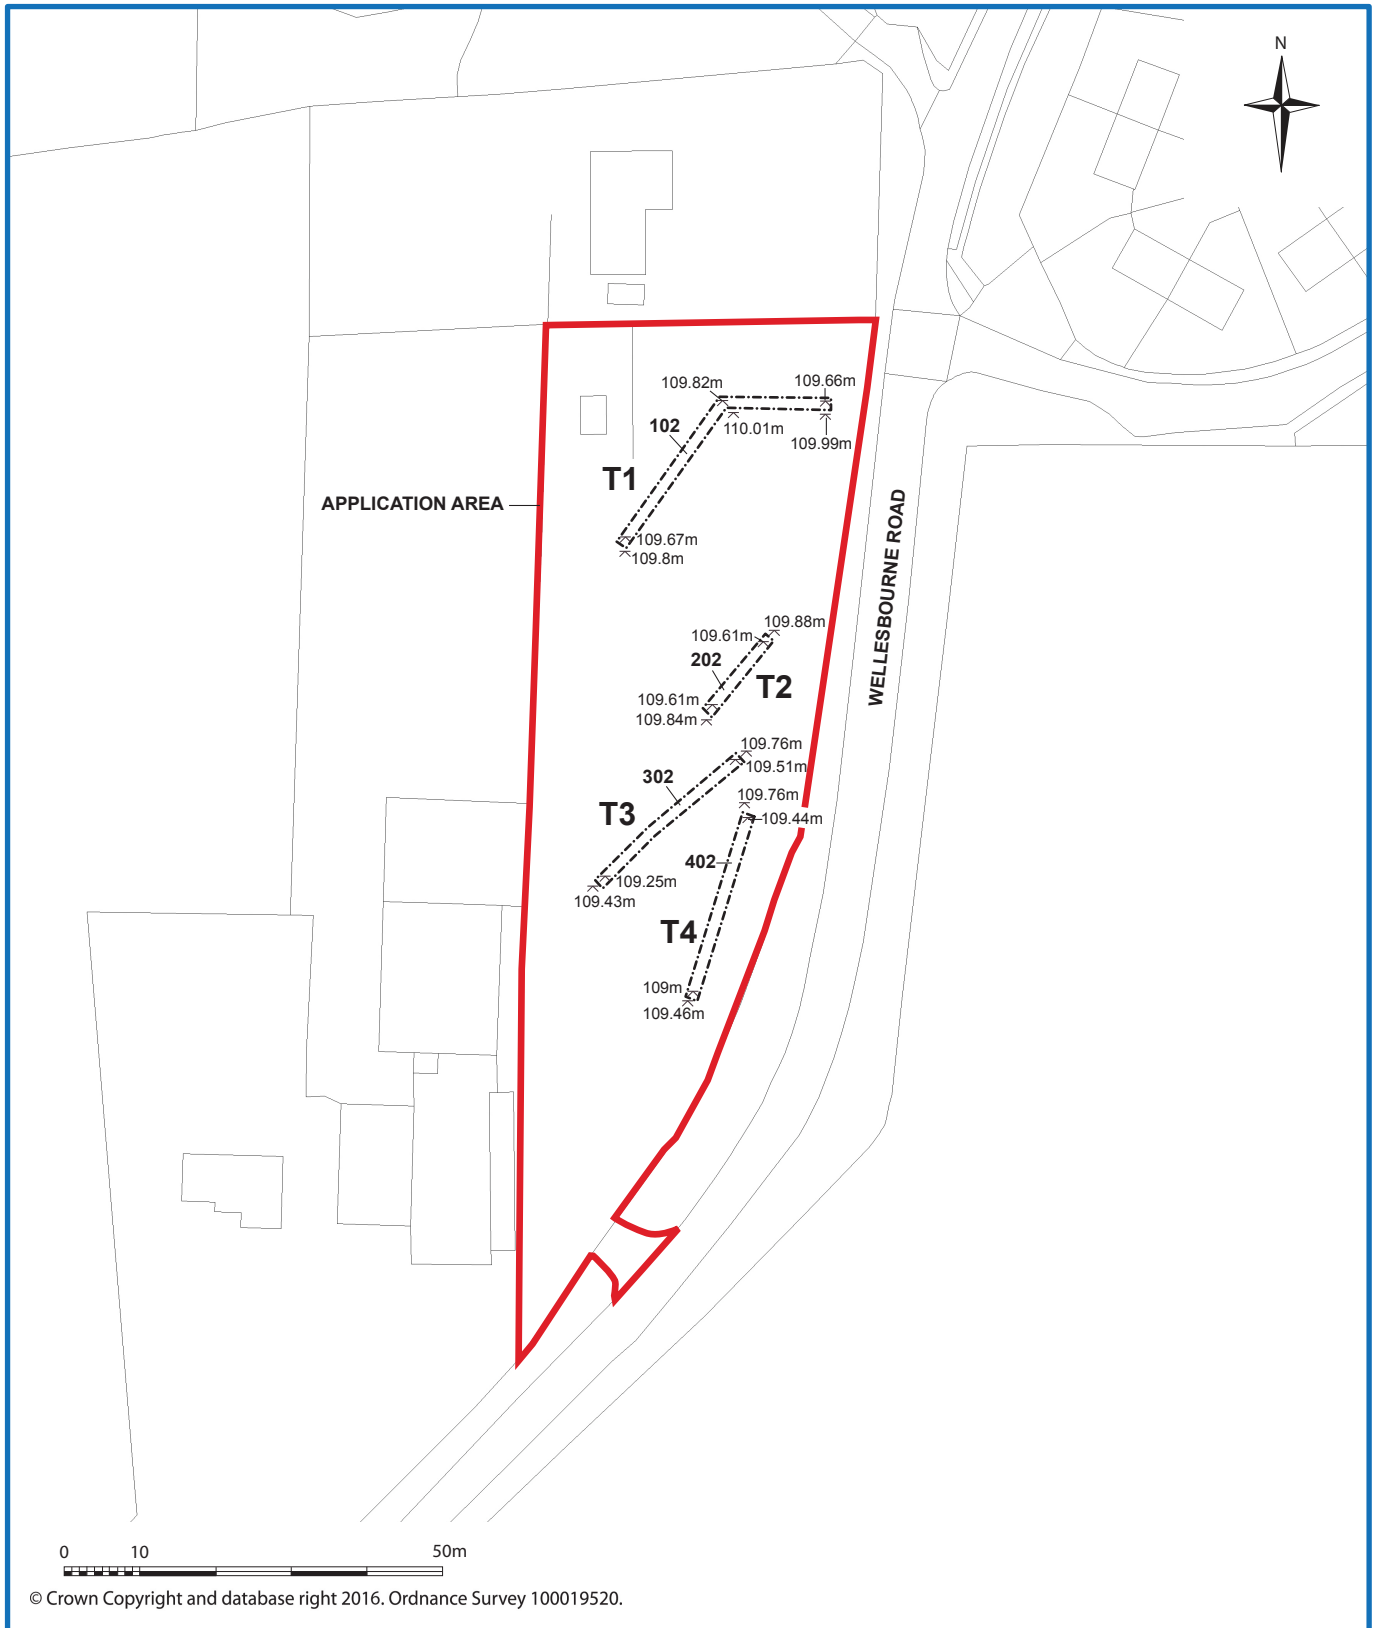 N
109.82m
109.66m
102
110.01m
109.99m
T1
APPLICATION AREA
109.67m
109.8m
WELLESBOURNE ROAD
109.88m
109.61m
202
T2
109.61m
109.84m
109.76m
109.51m
302
109.76m
T3
109.44m
402
109.25m
109.43m
T4
109m
109.46m
0 10 50m
© Crown Copyright and database right 2016. Ordnance Survey 100019520.